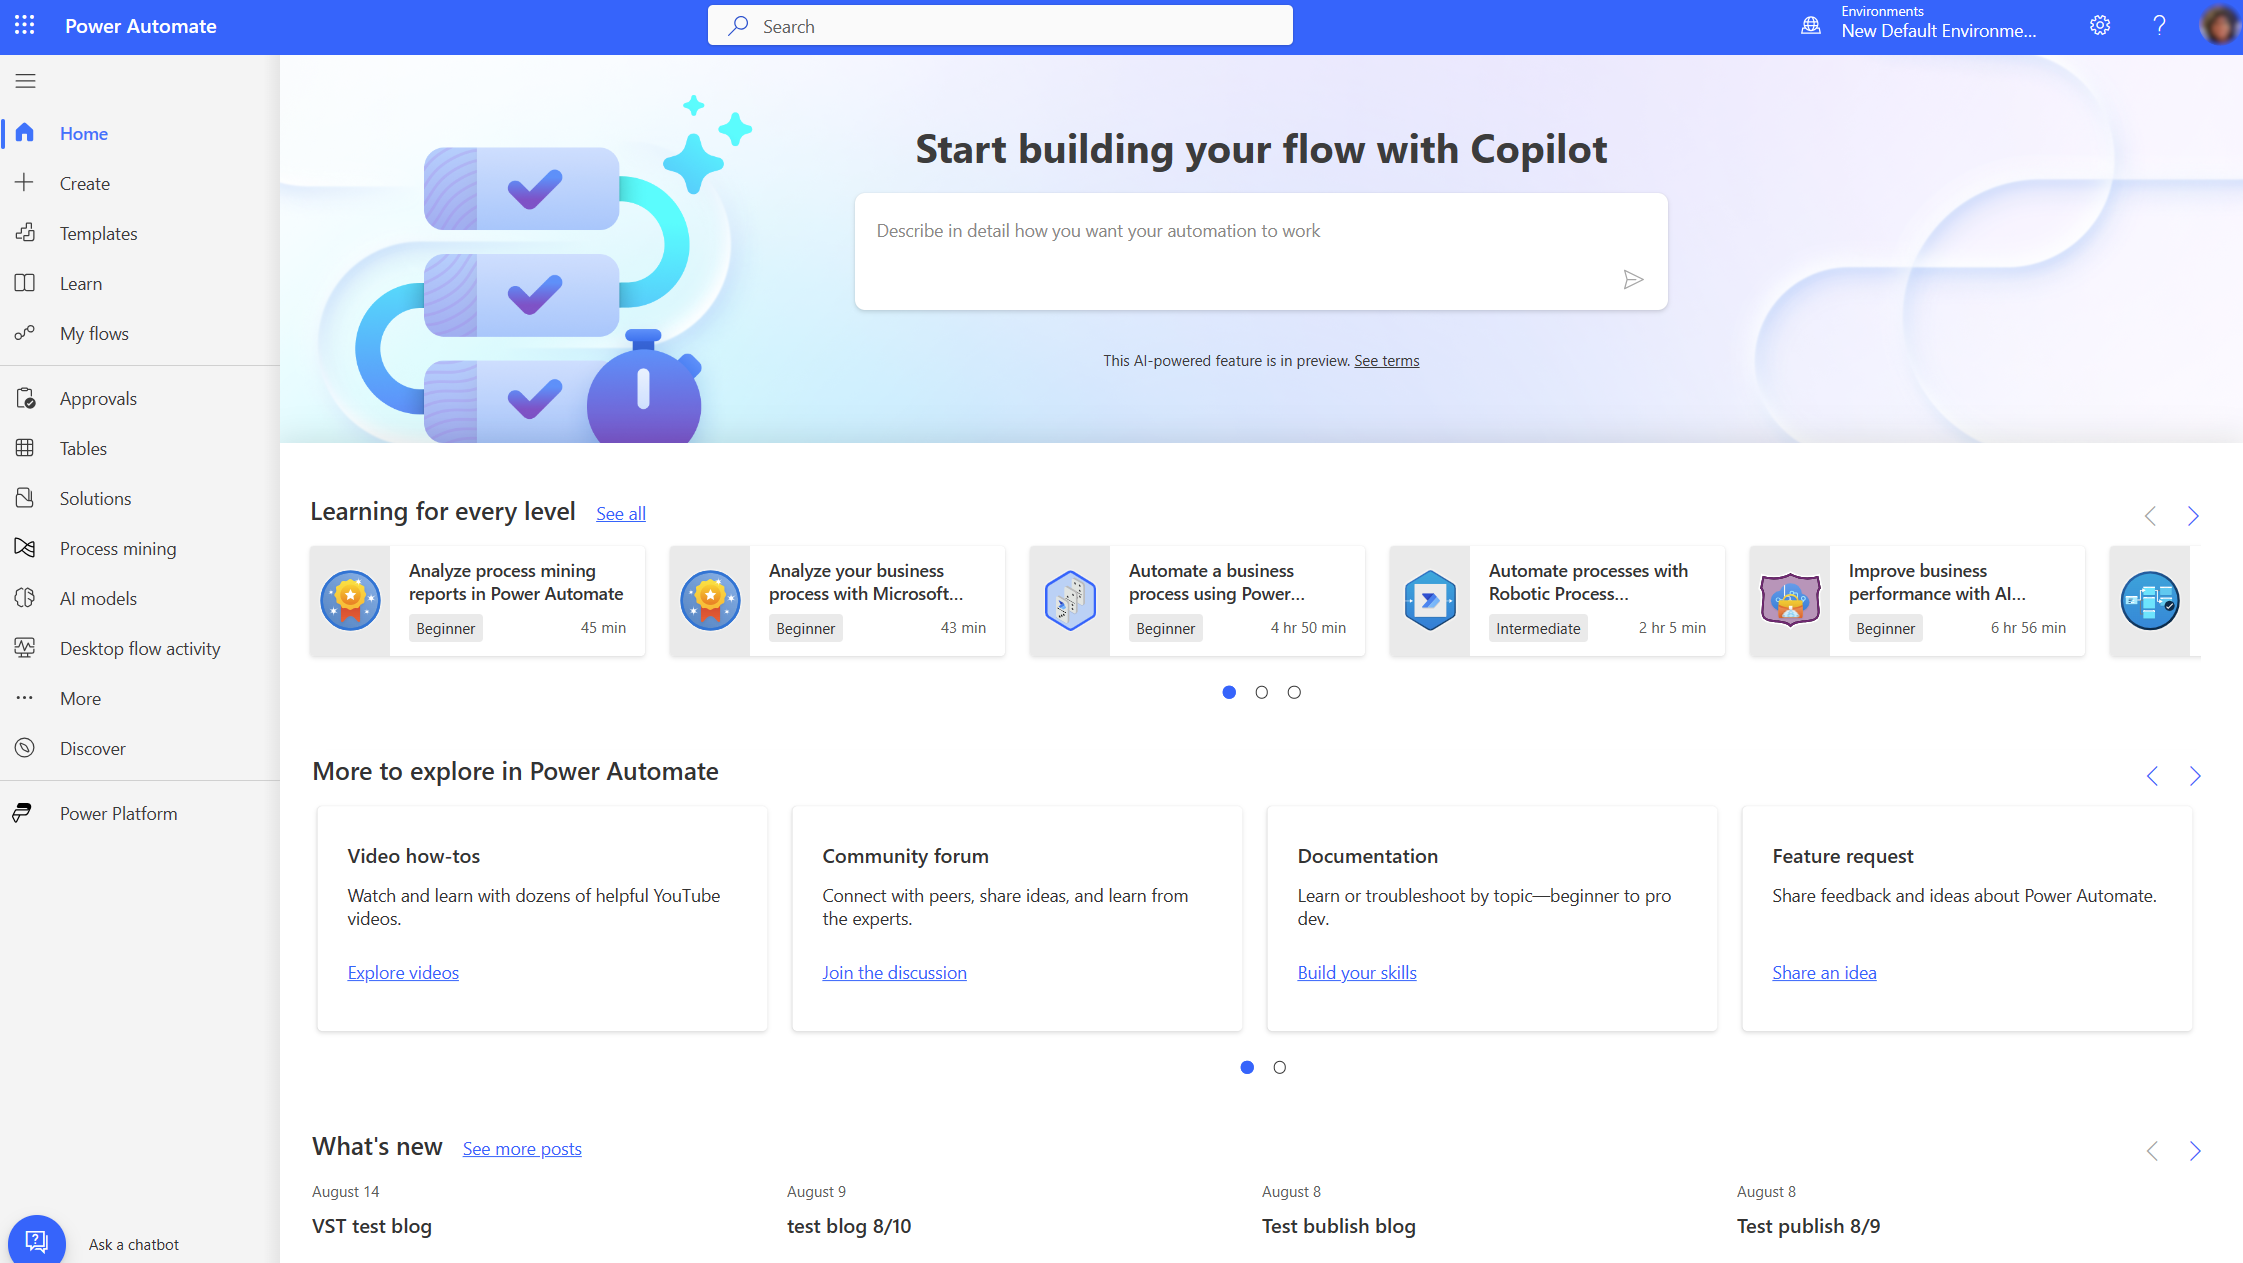 Power Automate
Search
Environments
New Default Environme...
Home
Create
Templates
Learn
My flows
Approvals
Tables
Solutions
Process mining
AI models
Desktop flow activity
More
Discover
Power Platform
Ask a chatbot
Start building your flow with Copilot
Describe in detail how you want your automation to work
This AI-powered feature is in preview. See terms
Learning for every level
See all
Analyze process mining
reports in Power Automate
Beginner
45 min
Analyze your business
process with Microsoft...
Beginner
43 min
Automate a business
process using Power...
Beginner
4 hr 50 min
Automate processes with
Robotic Process...
Intermediate
2 hr 5 min
Improve business
performance with AI...
Beginner
6 hr 56 min
More to explore in Power Automate
Video how-tos
Watch and learn with dozens of helpful YouTube
videos.
Explore videos
Community forum
Connect with peers, share ideas, and learn from
the experts.
Join the discussion
Documentation
Learn or troubleshoot by topic—beginner to pro
dev.
Build your skills
Feature request
Share feedback and ideas about Power Automate.
Share an idea
What's new
See more posts
August 14
VST test blog
August 9
test blog 8/10
August 8
Test bublish blog
August 8
Test publish 8/9